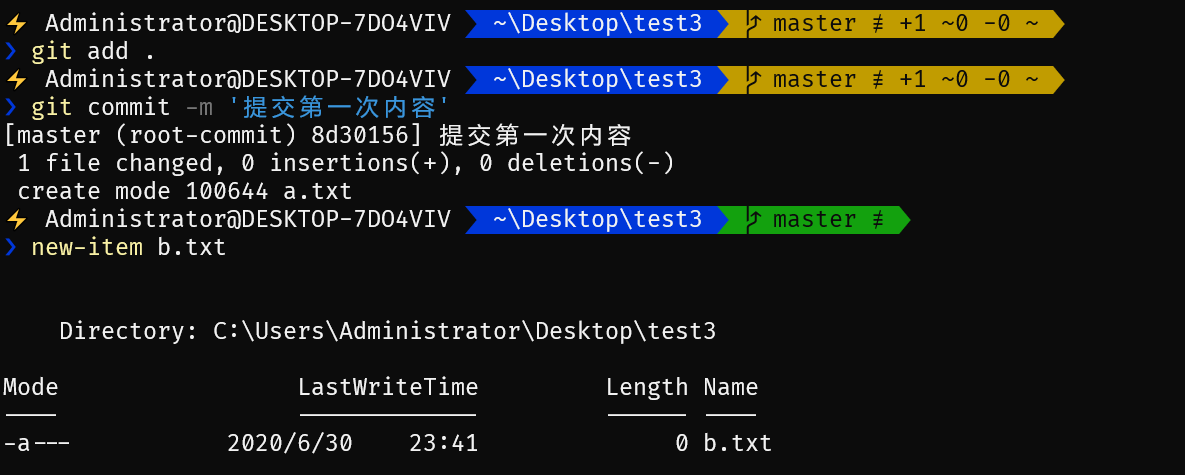 ⚡ Administrator@DESKTOP-7DO4VIV ~\Desktop\test3 master ≢ +1 ~0 -0 ~
❯ git add .
⚡ Administrator@DESKTOP-7DO4VIV ~\Desktop\test3 master ≢ +1 ~0 -0 ~
❯ git commit -m '提交第一次内容'
[master (root-commit) 8d30156] 提交第一次内容
 1 file changed, 0 insertions(+), 0 deletions(-)
 create mode 100644 a.txt
⚡ Administrator@DESKTOP-7DO4VIV ~\Desktop\test3 master ≢
❯ new-item b.txt
Directory: C:\Users\Administrator\Desktop\test3
Mode LastWriteTime Length Name
---- ------------- ------ ----
-a--- 2020/6/30 23:41 0 b.txt